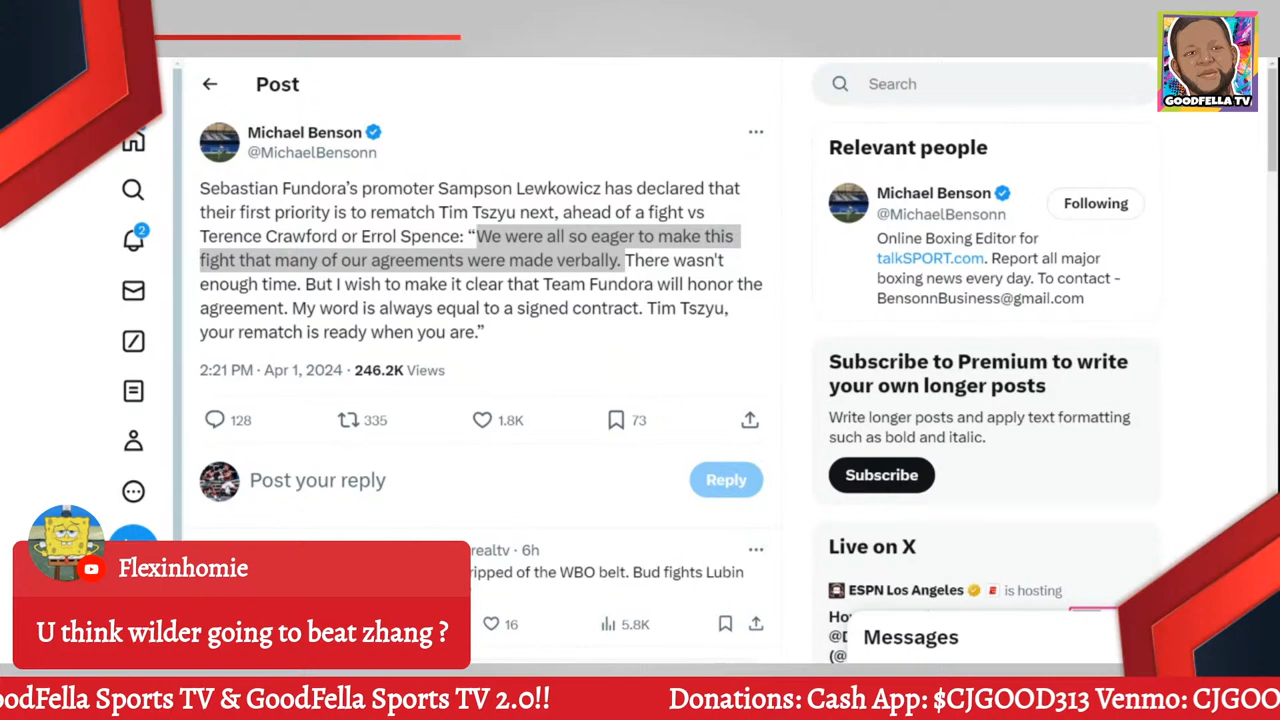 GOODFELLA TV
Post
Search
Michael Benson
@MichaelBensonn
Sebastian Fundora's promoter Sampson Lewkowicz has declared that
their first priority is to rematch Tim Tszyu next, ahead of a fight vs
Terence Crawford or Errol Spence: “We were all so eager to make this
fight that many of our agreements were made verbally. There wasn't
enough time. But I wish to make it clear that Team Fundora will honor the
agreement. My word is always equal to a signed contract. Tim Tszyu,
your rematch is ready when you are.”
2:21 PM · Apr 1, 2024 · 246.2K Views
128
335
1.8K
73
Post your reply
Reply
realtv · 6h
ripped of the WBO belt. Bud fights Lubin
16
5.8K
2
Relevant people
Michael Benson
@MichaelBensonn
Following
Online Boxing Editor for
talkSPORT.com. Report all major
boxing news every day. To contact -
BensonnBusiness@gmail.com
Subscribe to Premium to write
your own longer posts
Write longer posts and apply text formatting
such as bold and italic.
Subscribe
Live on X
ESPN Los Angeles is hosting
Messages
Flexinhomie
U think wilder going to beat zhang ?
oodFella Sports TV & GoodFella Sports TV 2.0!! Donations: Cash App: $CJGOOD313 Venmo: CJGOO